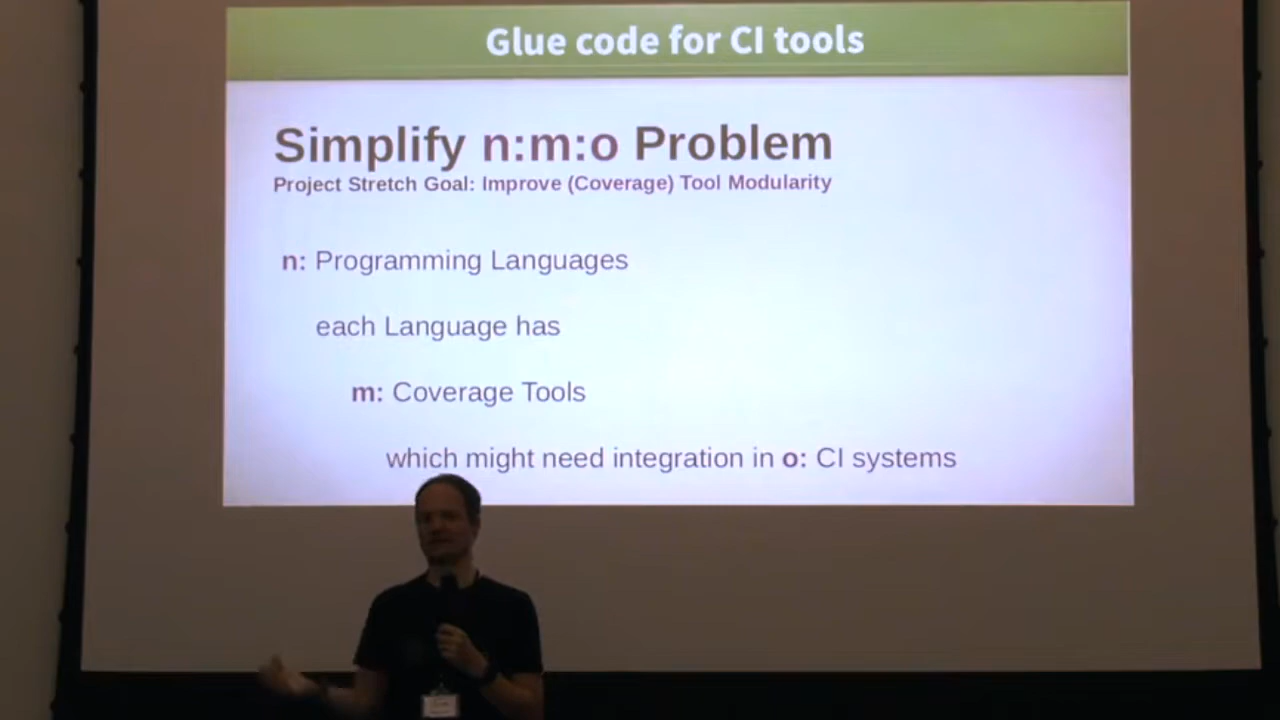 Glue code for CI tools
Simplify n:m:o Problem
Project Stretch Goal: Improve (Coverage) Tool Modularity
n: Programming Languages
each Language has
m: Coverage Tools
which might need integration in o: CI systems